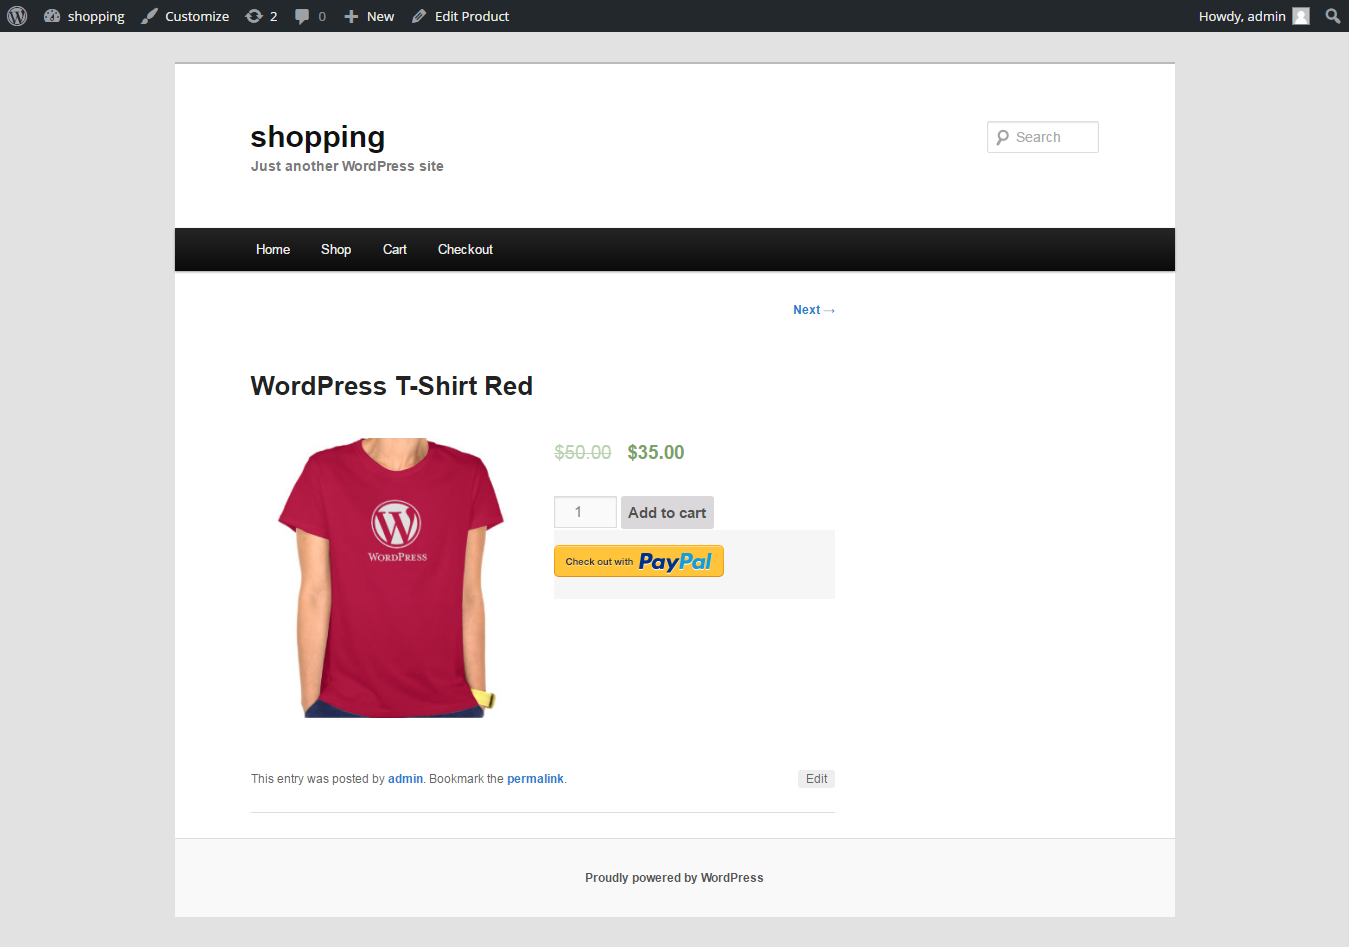 shopping Customize 2 0 New Edit Product Howdy, admin
shopping
Just another WordPress site
Search
Home Shop Cart Checkout
Next →
WordPress T-Shirt Red
$50.00 $35.00
W
WORDPRESS
1 Add to cart
Check out with PayPal
This entry was posted by admin. Bookmark the permalink.
Edit
Proudly powered by WordPress